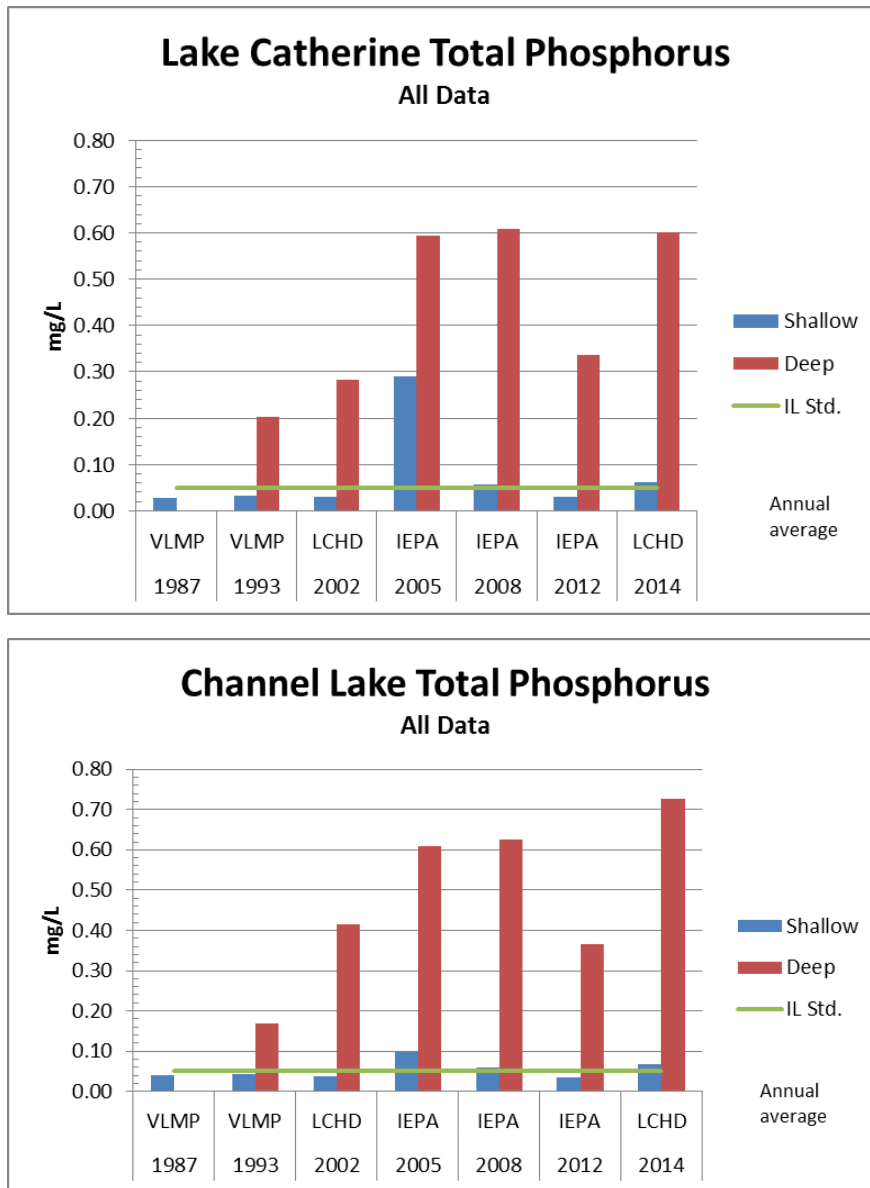 Lake Catherine Total Phosphorus
All Data
0.80
0.70
0.60
0.50
0.40
0.30
0.20
0.10
0.00
mg/L
VLMP VLMP LCHD IEPA IEPA IEPA LCHD
1987 1993 2002 2005 2008 2012 2014
Shallow
Deep
IL Std.
Annual
average
Channel Lake Total Phosphorus
All Data
0.80
0.70
0.60
0.50
0.40
0.30
0.20
0.10
0.00
mg/L
VLMP VLMP LCHD IEPA IEPA IEPA LCHD
1987 1993 2002 2005 2008 2012 2014
Shallow
Deep
IL Std.
Annual
average